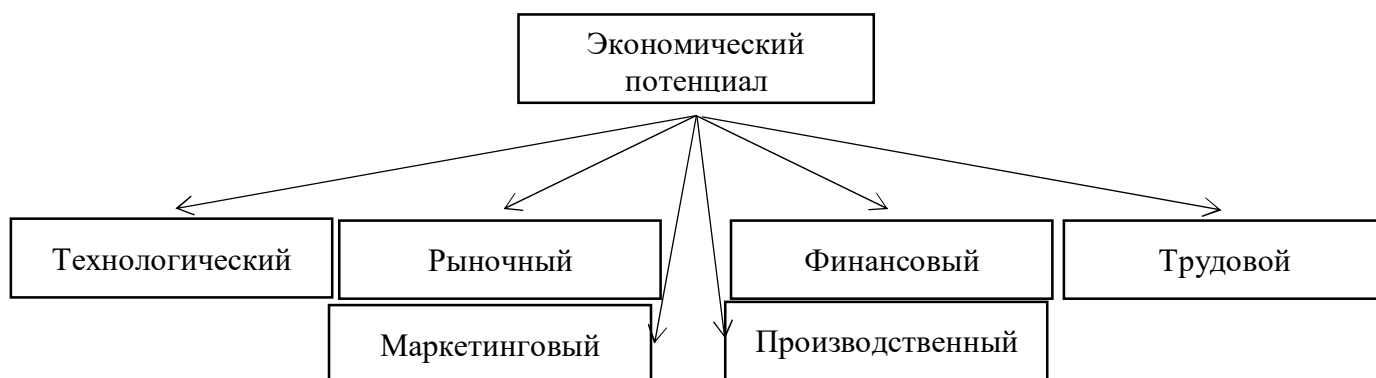 Экономический
потенциал
Технологический
Рыночный
Финансовый
Трудовой
Маркетинговый
Производственный